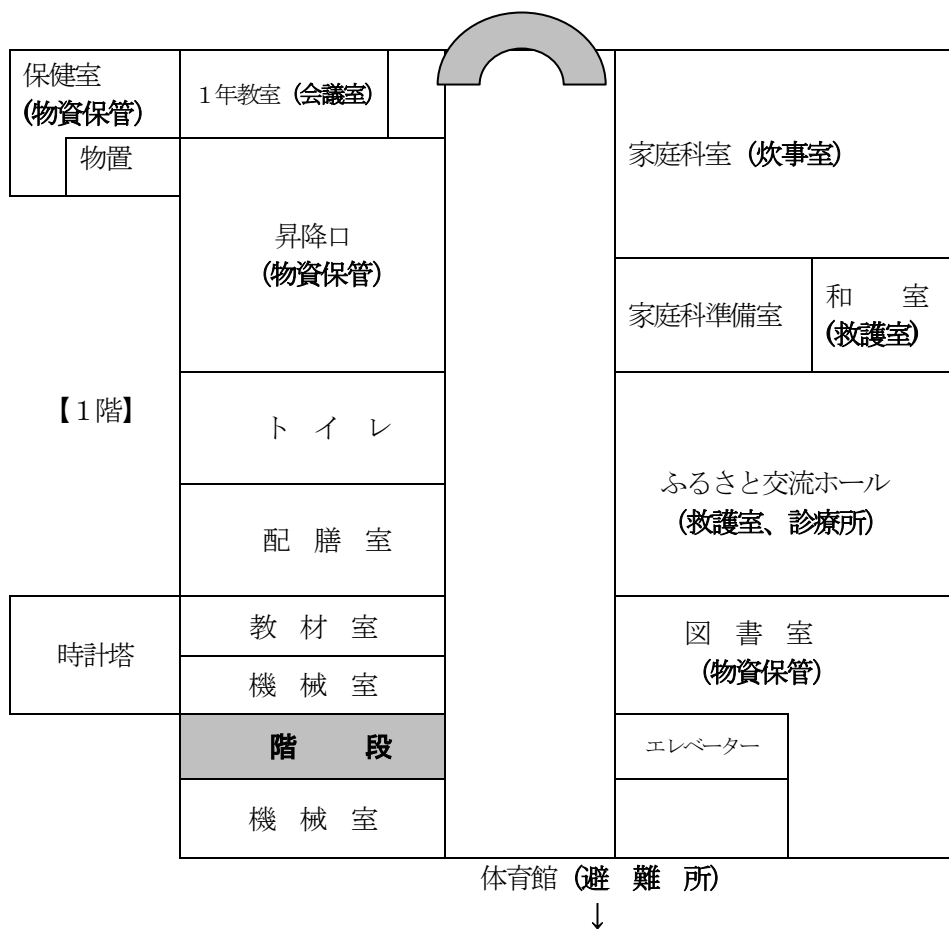 保健室
(物資保管)
物置
１年教室 (会議室)
昇降口
(物資保管)
家庭科室 (炊事室)
家庭科準備室
和　室
(救護室)
【１階】
ト　イ　レ
配　膳　室
ふるさと交流ホール
(救護室、診療所)
時計塔
教　材　室
機　械　室
図　書　室
(物資保管)
階　　段
エレベーター
機　械　室
体育館 (避　難　所)
↓